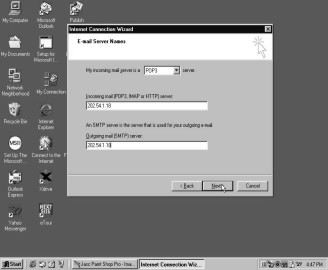 My Computer
Microsoft Outlook
Publish
Internet Connection Wizard
E-mail Server Names
My Documents
Setup for Microsoft I...
My incoming mail server is a POP3 server.
Network Neighborhood
My Connection
Incoming mail (POP3, IMAP or HTTP) server:
202.54.1.18
Recycle Bin
Internet Explorer
An SMTP server is the server that is used for your outgoing e-mail.
Outgoing mail (SMTP) server:
202.54.1.18
Set Up The Microsoft...
Connect to the Internet
< Back
Next >
Cancel
Outlook Express
Xdrive
Yahoo Messenger
eTour
Start
Jasc Paint Shop Pro - Ima...
Internet Connection Wiz...
4:47 PM